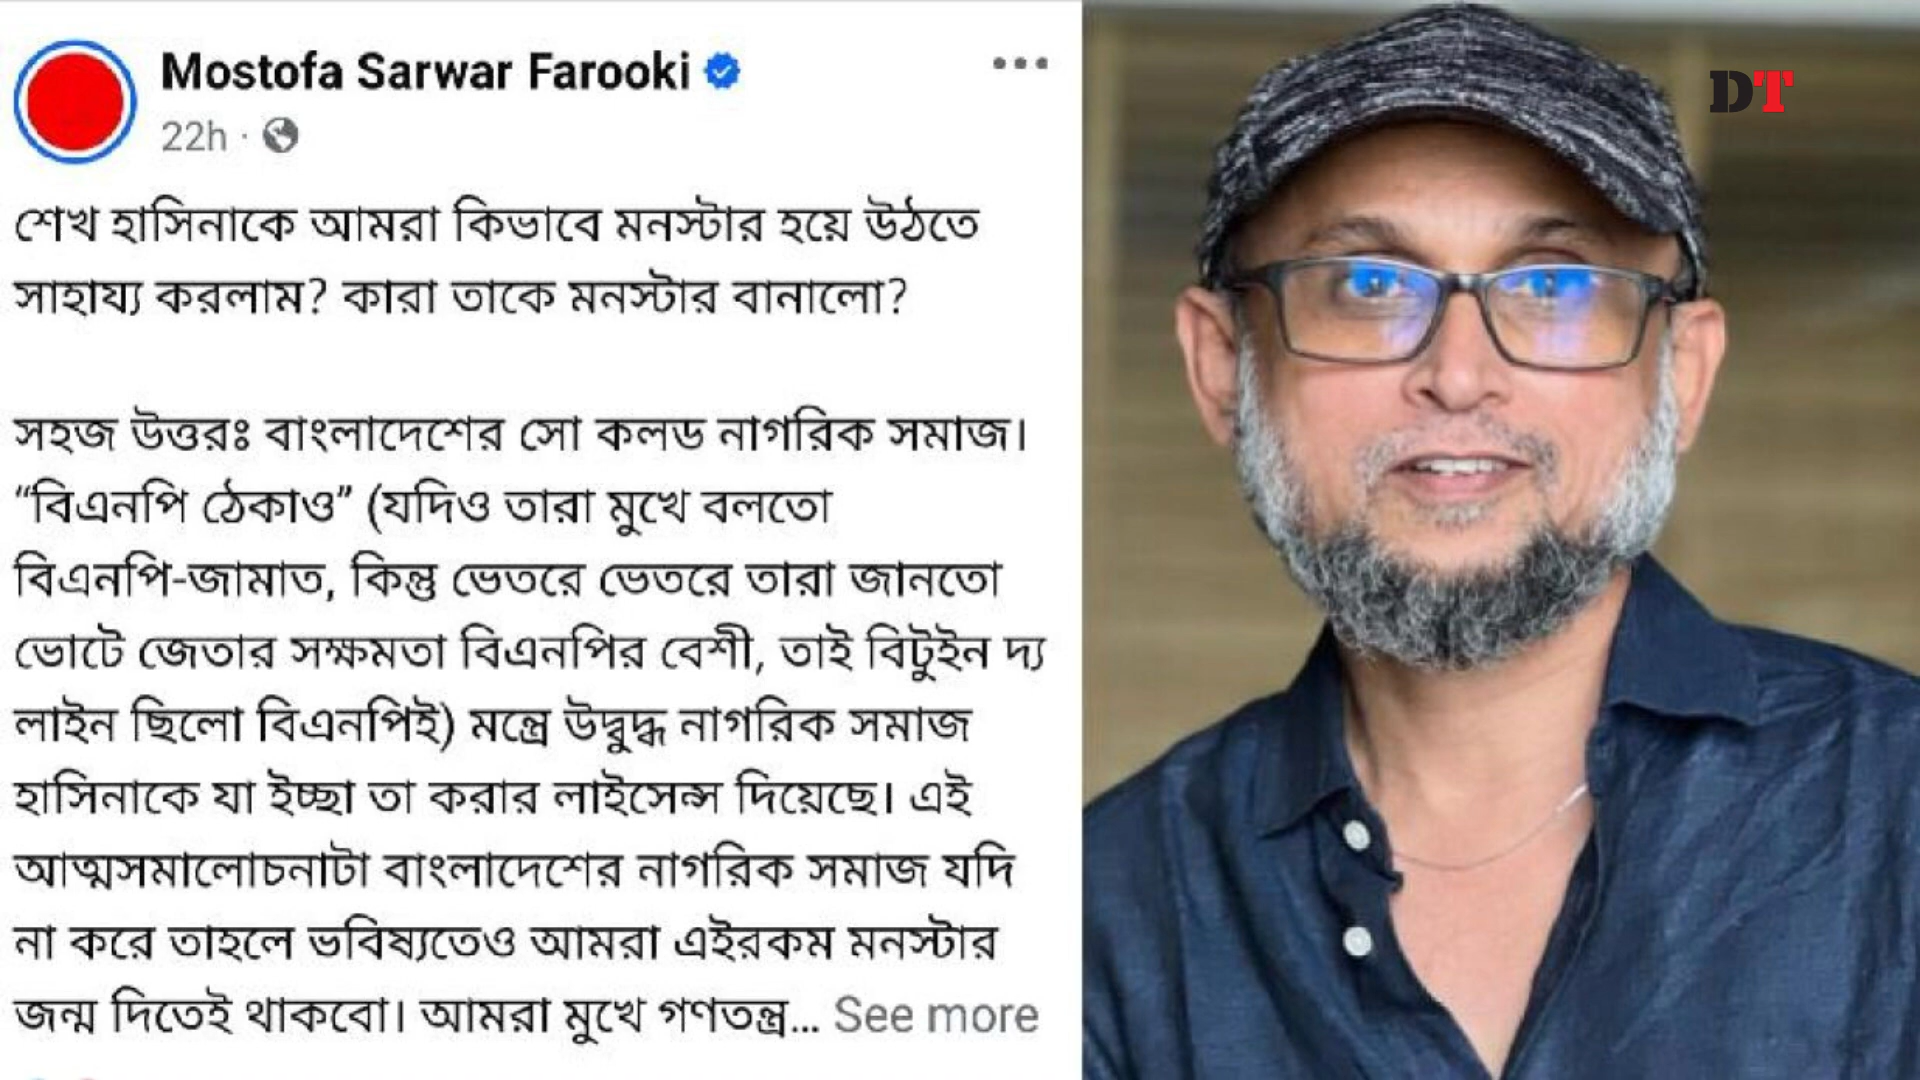 Mostofa Sarwar Farooki
22h ·
শেখ হাসিনাকে আমরা কিভাবে মনস্টার হয়ে উঠতে
সাহায্য করলাম? কারা তাকে মনস্টার বানালো?
সহজ উত্তরঃ বাংলাদেশের সো কলড নাগরিক সমাজ।
“বিএনপি ঠেকাও” (যদিও তারা মুখে বলতো
বিএনপি-জামাত, কিন্তু ভেতরে ভেতরে তারা জানতো
ভোটে জেতার সক্ষমতা বিএনপির বেশী, তাই বিটুইন দ্য
লাইন ছিলো বিএনপিই) মন্ত্রে উদ্বুদ্ধ নাগরিক সমাজ
হাসিনাকে যা ইচ্ছা তা করার লাইসেন্স দিয়েছে। এই
আত্মসমালোচনাটা বাংলাদেশের নাগরিক সমাজ যদি
না করে তাহলে ভবিষ্যতেও আমরা এইরকম মনস্টার
জন্ম দিতেই থাকবো। আমরা মুখে গণতন্ত্র... See more
DT